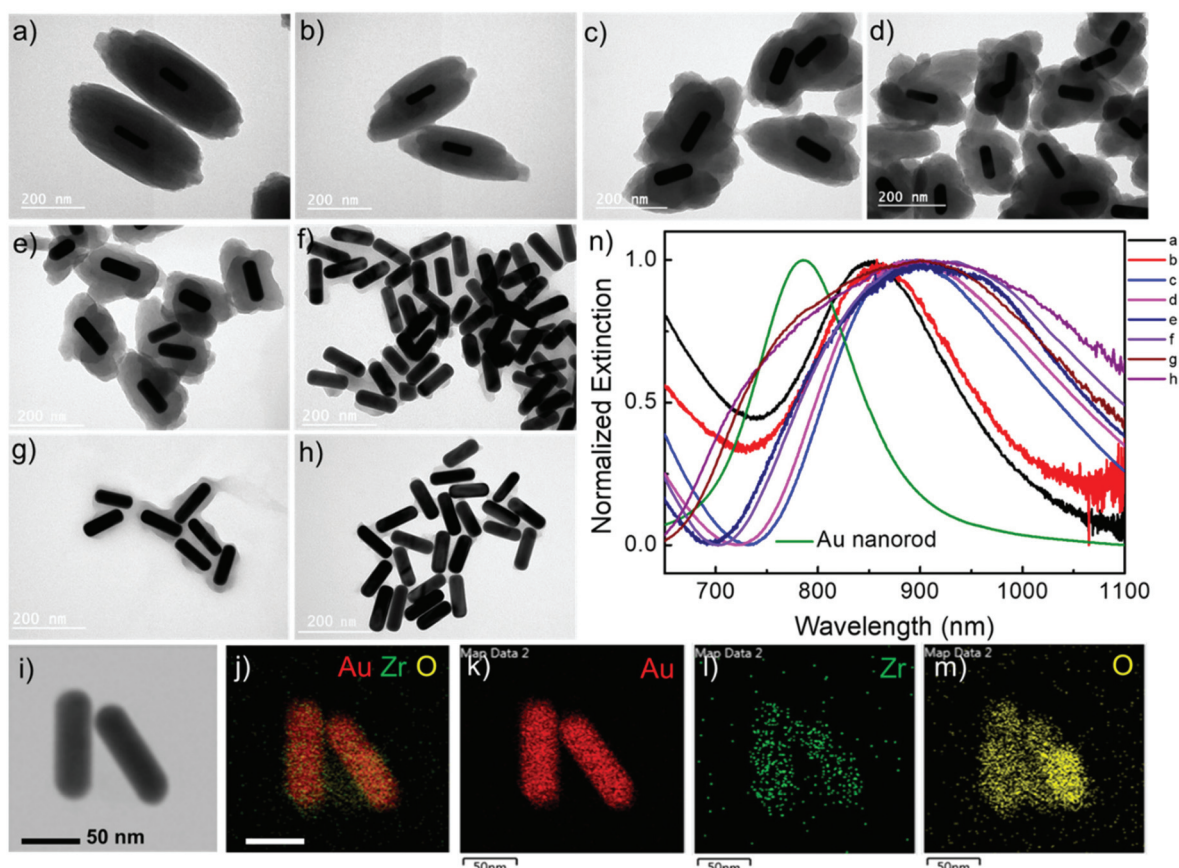 a)
200 nm
b)
200 nm
c)
200 nm
d)
200 nm
e)
200 nm
f)
200 nm
g)
200 nm
h)
200 nm
n)
Normalized Extinction
1.0
0.5
0.0
Au nanorod
700 800 900 1000 1100
Wavelength (nm)
a
b
c
d
e
f
g
h
i)
50 nm
j)
Au Zr O
Map Data 2
k)
Au
50nm
Map Data 2
l)
Zr
50nm
Map Data 2
m)
O
50nm